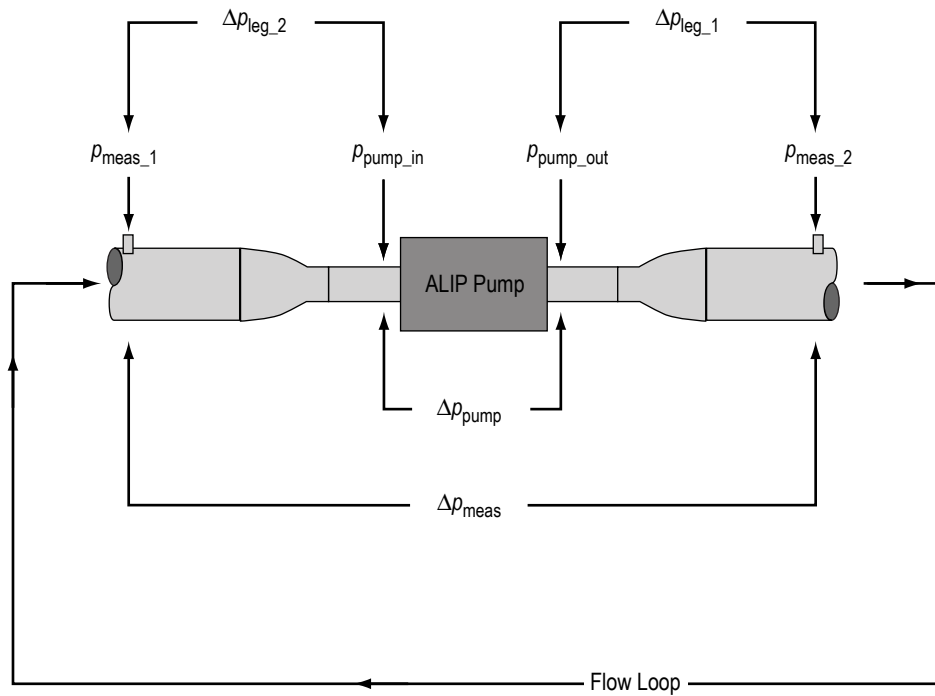 Δp_leg_2
Δp_leg_1
p_meas_1
p_pump_in
p_pump_out
p_meas_2
ALIP Pump
Δp_pump
Δp_meas
Flow Loop